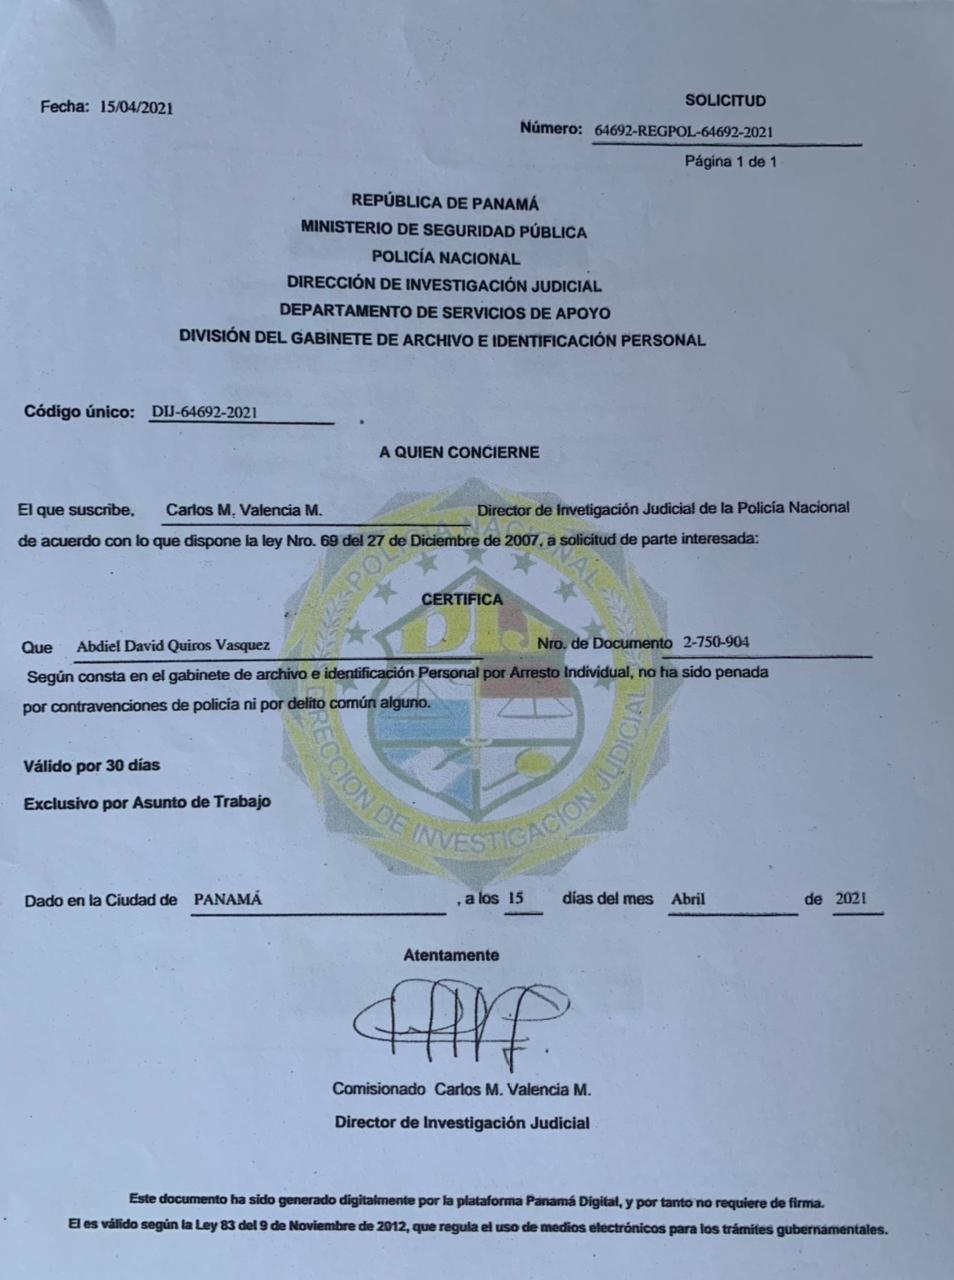 SOLICITUD
Fecha: 15/04/2021
Número: 64692-REGPOL-64692-2021
Página 1 de 1
REPÚBLICA DE PANAMÁ
MINISTERIO DE SEGURIDAD PÚBLICA
POLICÍA NACIONAL
DIRECCIÓN DE INVESTIGACIÓN JUDICIAL
DEPARTAMENTO DE SERVICIOS DE APOYO
DIVISIÓN DEL GABINETE DE ARCHIVO E IDENTIFICACIÓN PERSONAL
Código único: DIJ-64692-2021
A QUIEN CONCIERNE
El que suscribe, Carlos M. Valencia M. Director de Invetigación Judicial de la Policía Nacional
de acuerdo con lo que dispone la ley Nro. 69 del 27 de Diciembre de 2007, a solicitud de parte interesada:
POLICIA NACIONAL
DIJ
DIRECCION DE INVESTIGACION JUDICIAL
CERTIFICA
Que Abdiel David Quiros Vasquez Nro. de Documento 2-750-904
Según consta en el gabinete de archivo e identificación Personal por Arresto Individual, no ha sido penada
por contravenciones de policía ni por delito común alguno.
Válido por 30 días
Exclusivo por Asunto de Trabajo
Dado en la Ciudad de PANAMÁ , a los 15 días del mes Abril de 2021
Atentamente
Comisionado Carlos M. Valencia M.
Director de Investigación Judicial
Este documento ha sido generado digitalmente por la plataforma Panamá Digital, y por tanto no requiere de firma.
El es válido según la Ley 83 del 9 de Noviembre de 2012, que regula el uso de medios electrónicos para los trámites gubernamentales.